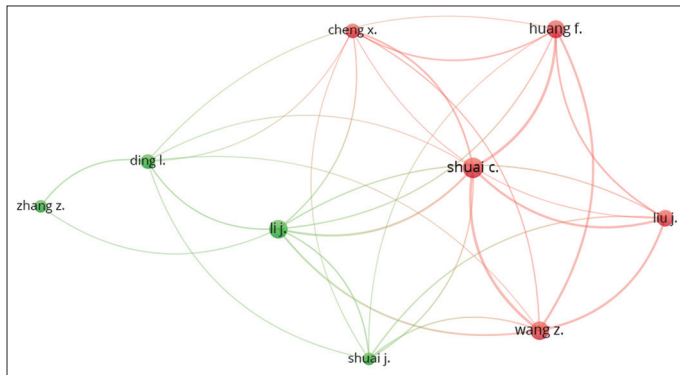 cheng x.
huang f.
ding l.
shuai c.
zhang z.
li j.
liu j.
wang z.
shuai j.